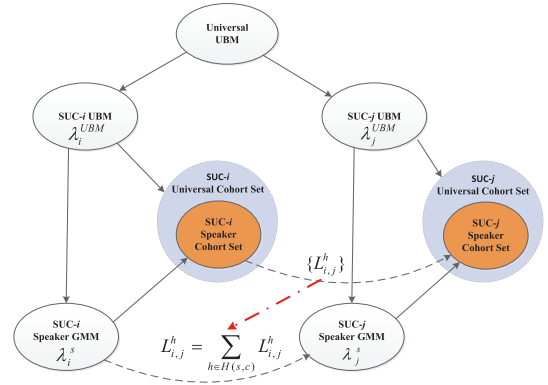 Universal
UBM
SUC-i UBM
λ_i^{UBM}
SUC-j UBM
λ_j^{UBM}
SUC-i
Universal Cohort Set
SUC-i
Speaker
Cohort Set
SUC-j
Universal Cohort Set
SUC-j
Speaker
Cohort Set
{L_{i,j}^h}
SUC-i
Speaker GMM
λ_i^s
L_{i,j}^h = ∑_{h∈H(s,c)} L_{i,j}^h
SUC-j
Speaker GMM
λ_j^s